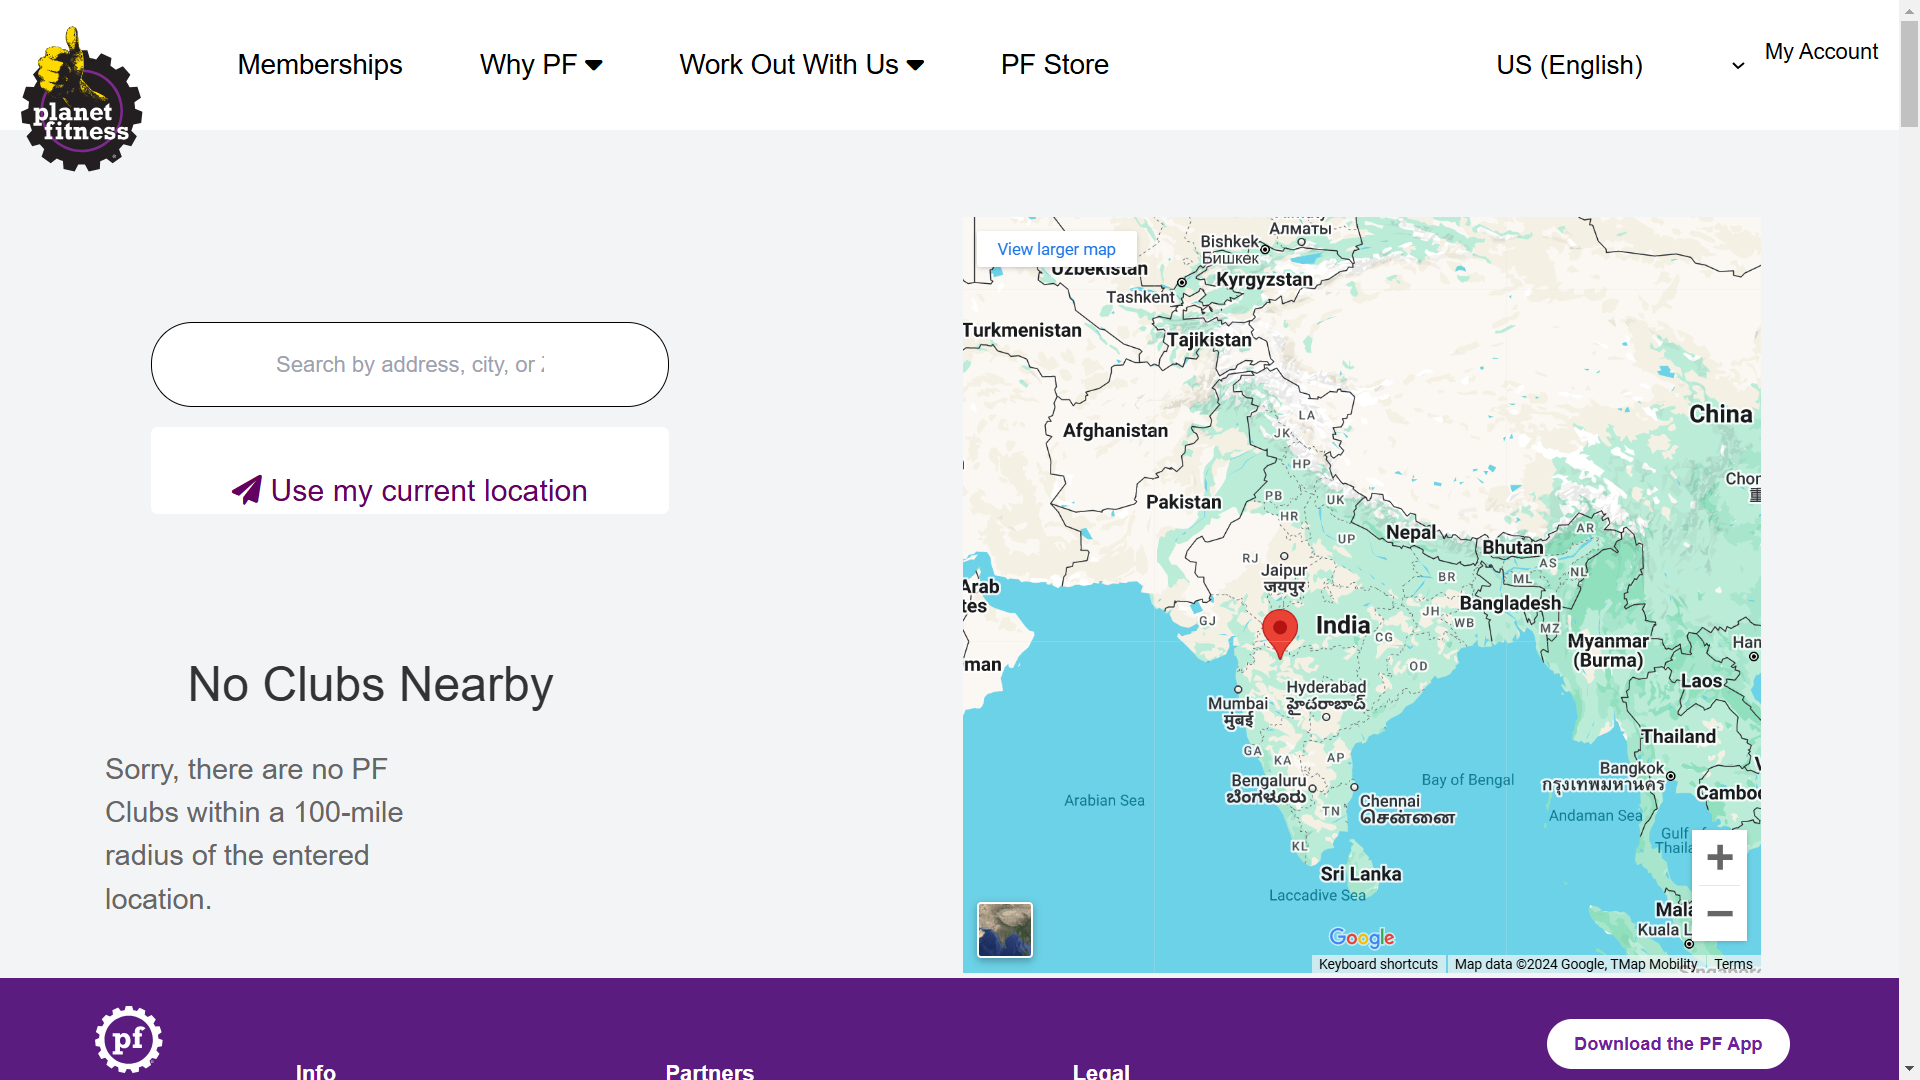 planet
fitness
Memberships
Why PF
Work Out With Us
PF Store
US (English)
My Account
Search by address, city, or
Use my current location
No Clubs Nearby
Sorry, there are no PF
Clubs within a 100-mile
radius of the entered
location.
View larger map
Алматы
Bishkek
Бишкек
Uzbekistan
Kyrgyzstan
Tashkent
Turkmenistan
Tajikistan
China
LA
JK
Afghanistan
HP
Pakistan
PB
UK
HR
Nepal
AR
UP
Bhutan
RJ
AS
NL
Jaipur
जयपुर
BR
ML
Arab
tes
Bangladesh
JH
WB
GJ
India
CG
MZ
Myanmar
(Burma)
man
OD
Laos
Hyderabad
హైదరాబాద్
Mumbai
मुंबई
Thailand
GA
KA
AP
Bengaluru
ಬೆಂಗಳೂರು
Bay of Bengal
Bangkok
กรุงเทพมหานคร
Arabian Sea
Chennai
சென்னை
TN
Andaman Sea
Gulf of
KL
Sri Lanka
Laccadive Sea
Kuala L
Google
Keyboard shortcuts
Map data ©2024 Google, TMap Mobility
Terms
pf
Download the PF App
Info
Partners
Legal